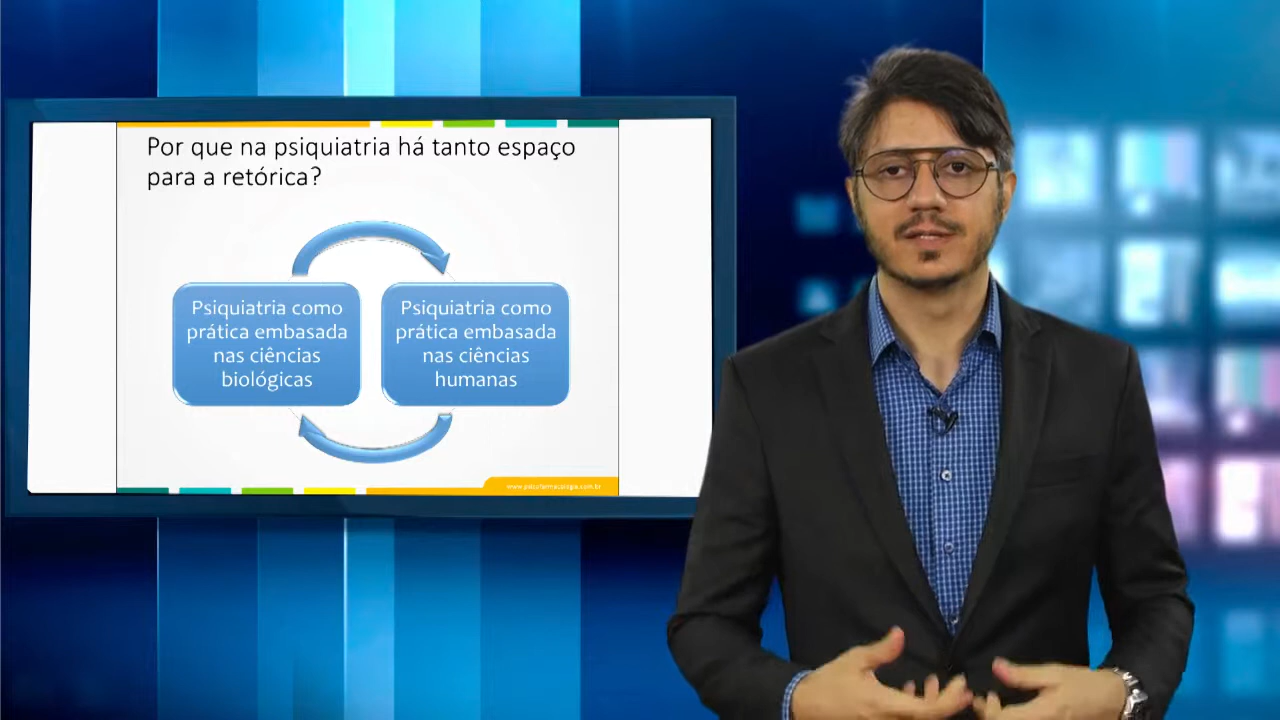 Por que na psiquiatria há tanto espaço
para a retórica?
Psiquiatria como
prática embasada
nas ciências
biológicas
Psiquiatria como
prática embasada
nas ciências
humanas
www.psicofarmacologia.com.br